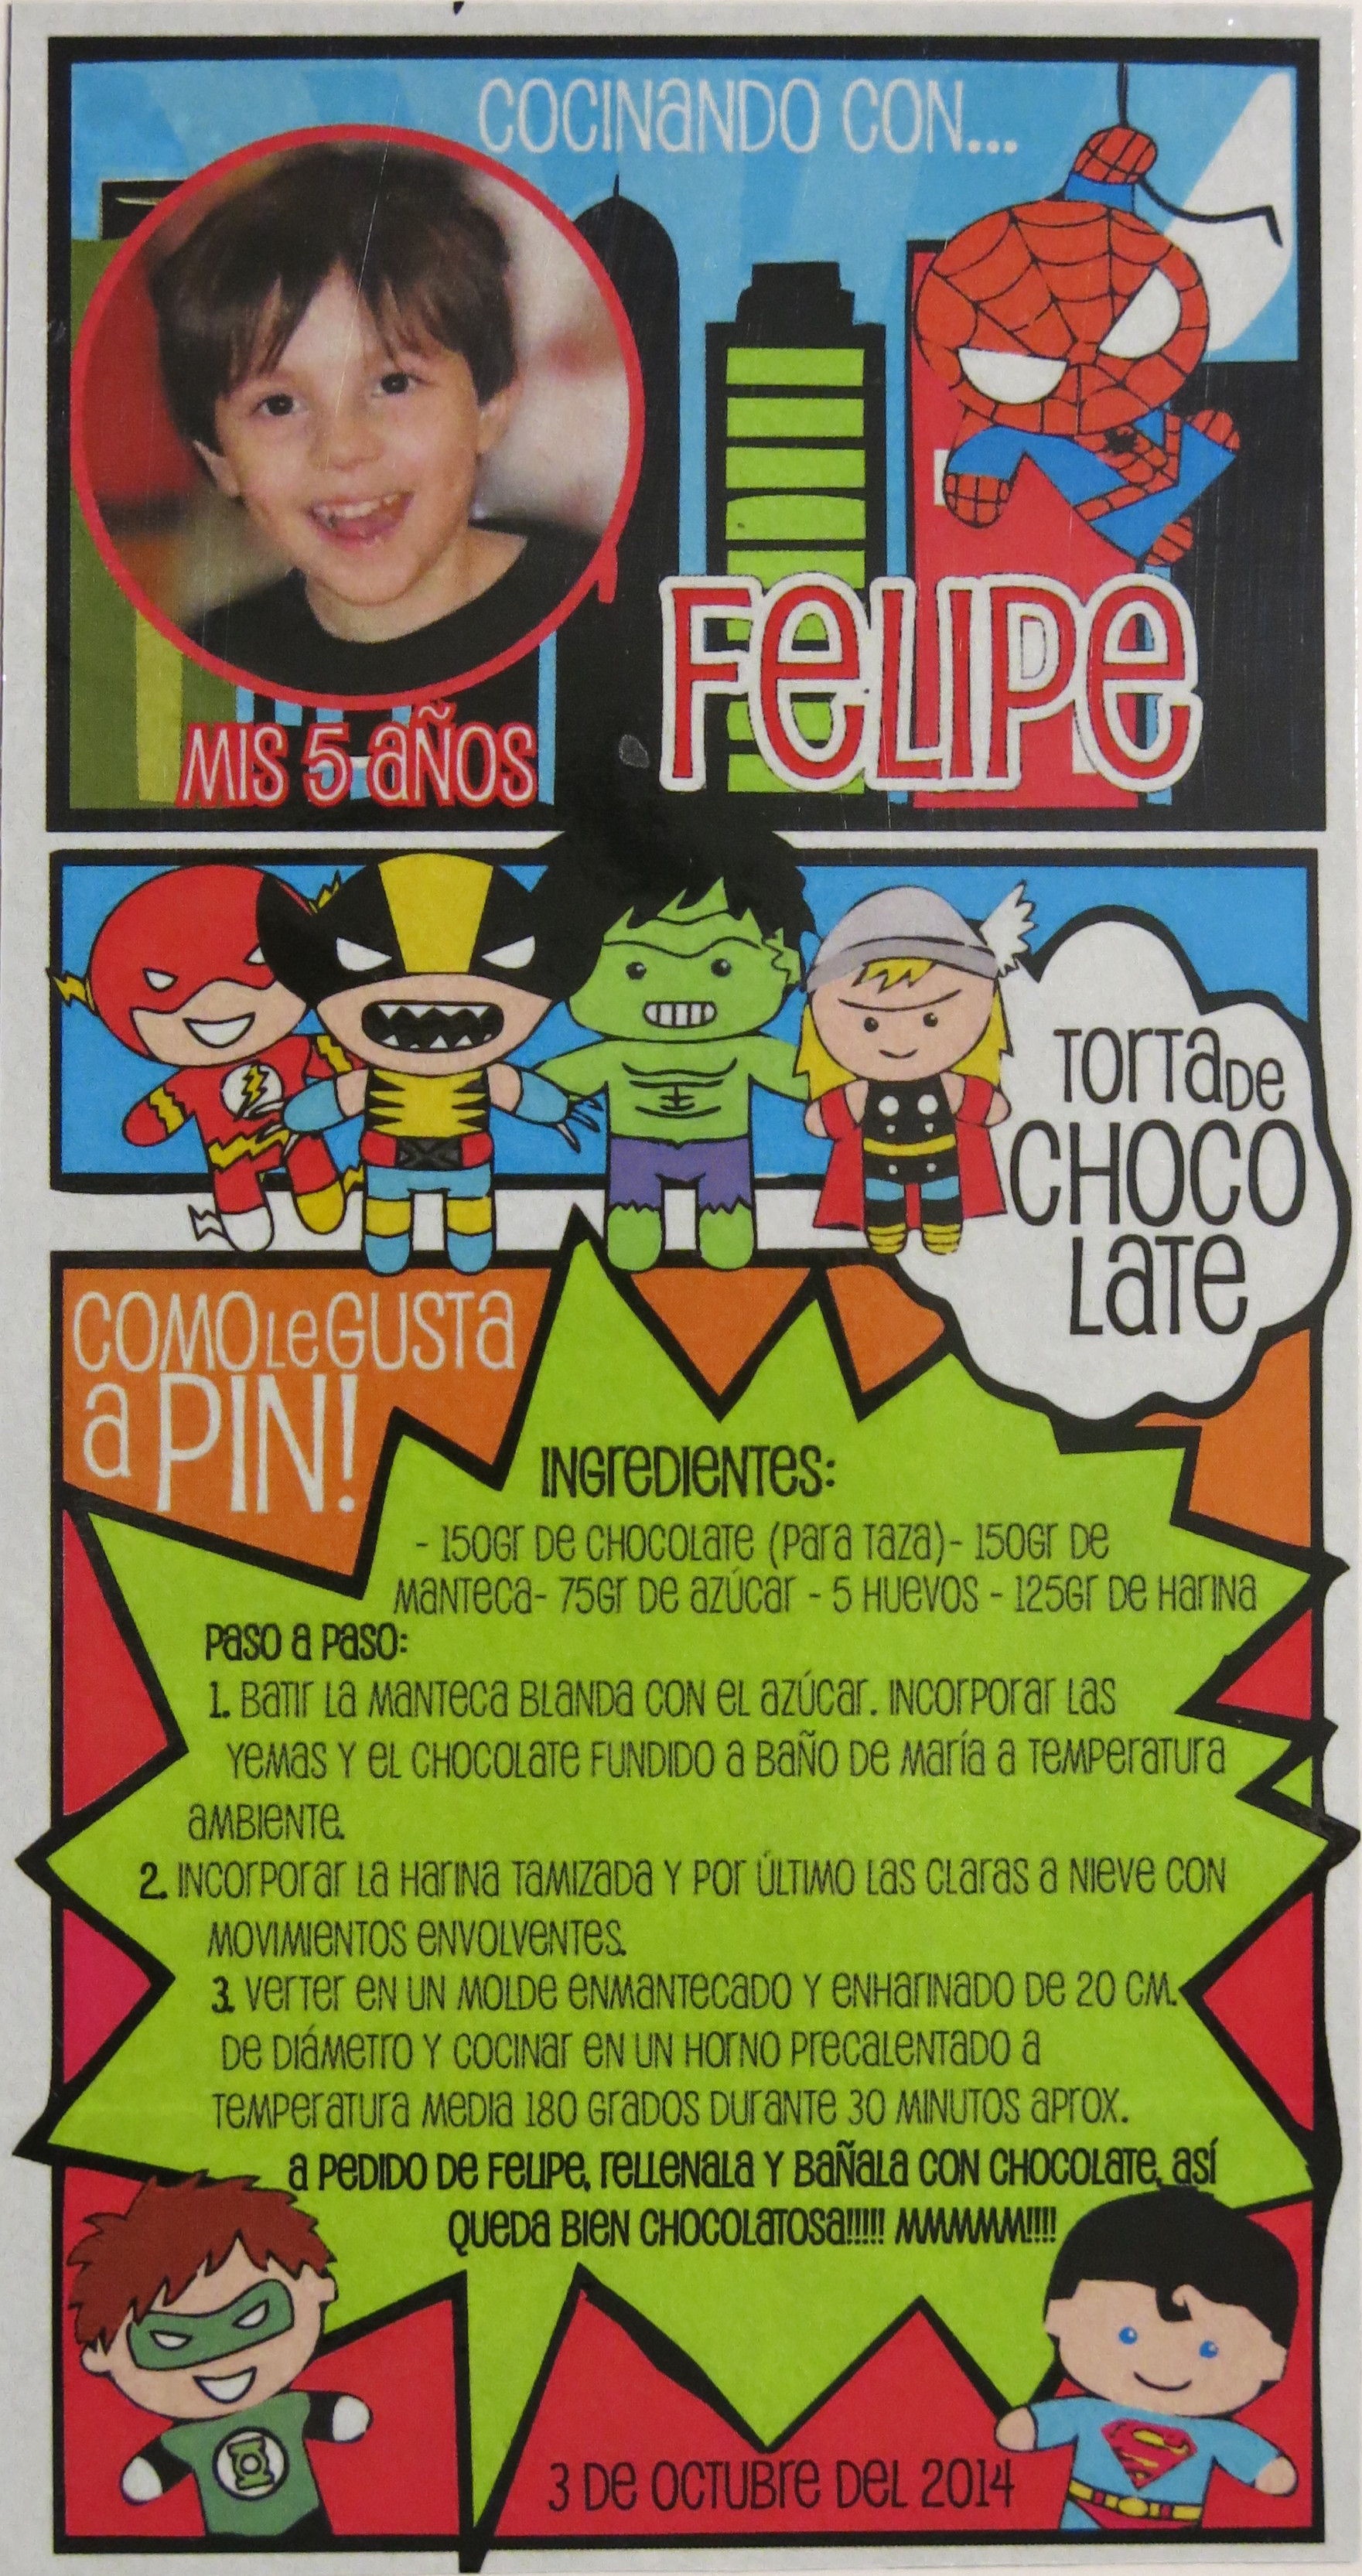 COCINANDO CON...
FELIPE
MIS 5 AÑOS
TORTA DE
CHOCO
LATE
COMO LE GUSTA
A PIN!
INGREDIENTES:
- 150GR DE CHOCOLATE (PARA TAZA)- 150GR DE
MANTECA- 75GR DE AZÚCAR - 5 HUEVOS - 125GR DE HARINA
PASO A PASO:
1. BATIR LA MANTECA BLANDA CON EL AZÚCAR. INCORPORAR LAS
YEMAS Y EL CHOCOLATE FUNDIDO A BAÑO DE MARÍA A TEMPERATURA
AMBIENTE.
2. INCORPORAR LA HARINA TAMIZADA Y POR ÚLTIMO LAS CLARAS A NIEVE CON
MOVIMIENTOS ENVOLVENTES.
3. VERTER EN UN MOLDE ENMANTECADO Y ENHARINADO DE 20 CM.
DE DIÁMETRO Y COCINAR EN UN HORNO PRECALENTADO A
TEMPERATURA MEDIA 180 GRADOS DURANTE 30 MINUTOS APROX.
A PEDIDO DE FELIPE, RELLENALA Y BAÑALA CON CHOCOLATE, ASÍ
QUEDA BIEN CHOCOLATOSA!!!!! MMMMM!!!!
3 DE OCTUBRE DEL 2014